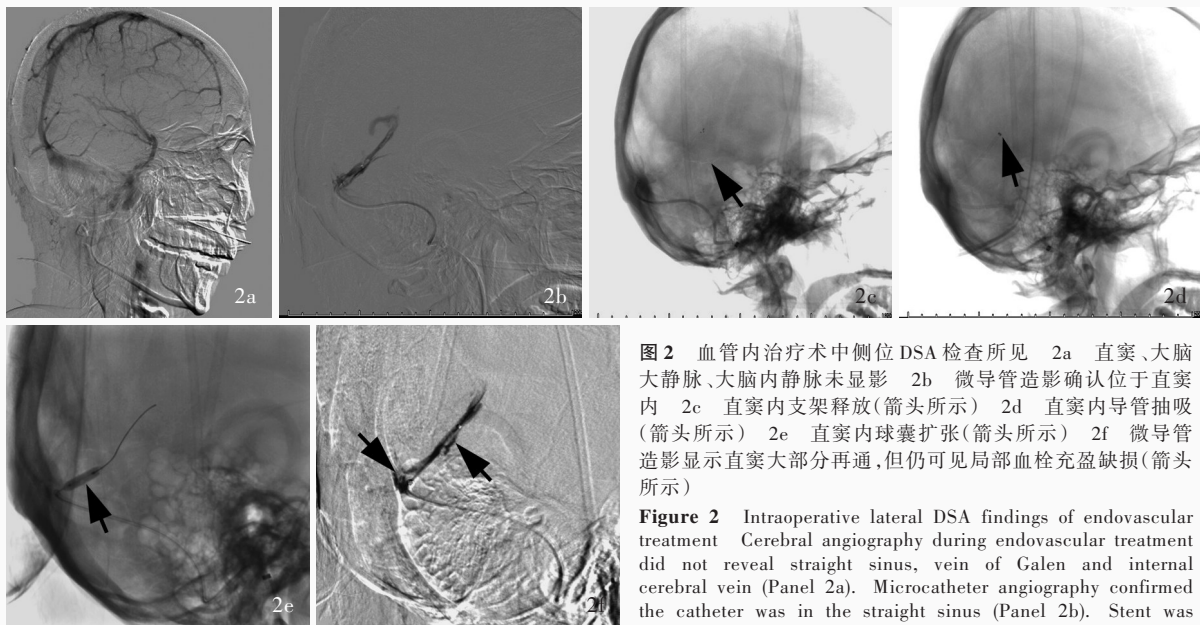 2a
2b
2c
2d
2e
2f
图2 血管内治疗术中侧位DSA检查所见 2a 直窦、大脑
大静脉、大脑内静脉未显影 2b 微导管造影确认位于直窦
内 2c 直窦内支架释放(箭头所示) 2d 直窦内导管抽吸
(箭头所示) 2e 直窦内球囊扩张(箭头所示) 2f 微导管
造影显示直窦大部分再通,但仍可见局部血栓充盈缺损(箭头
所示)
Figure 2 Intraoperative lateral DSA findings of endovascular
treatment Cerebral angiography during endovascular treatment
did not reveal straight sinus, vein of Galen and internal
cerebral vein (Panel 2a). Microcatheter angiography confirmed
the catheter was in the straight sinus (Panel 2b). Stent was